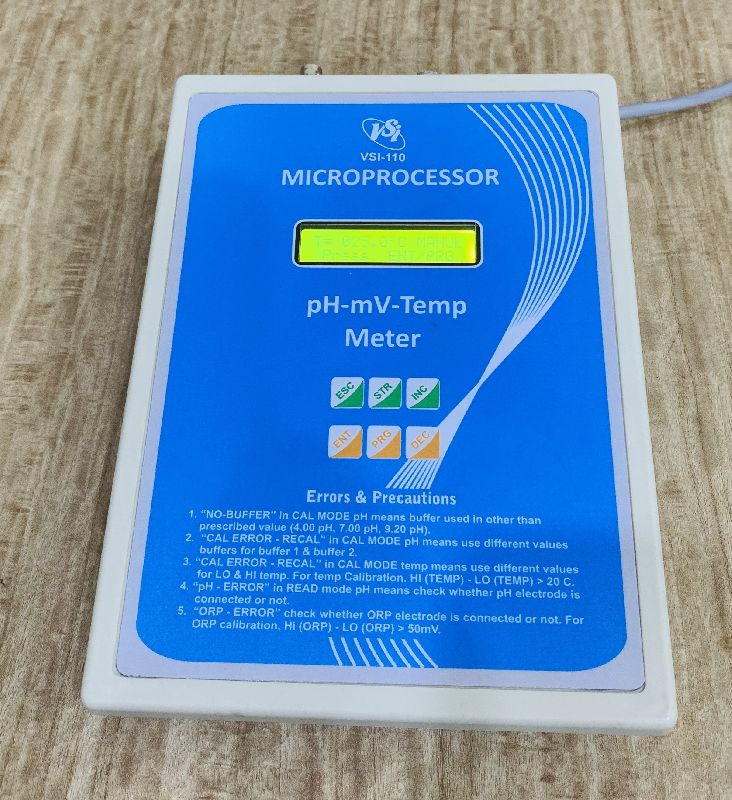 VSi
VSI-110
MICROPROCESSOR
T= 025.0°C MANUL
Press ENT/PRG
pH-mV-Temp
Meter
ESC STR INC
ENT PRG DEC
Errors & Precautions
1. “NO-BUFFER” in CAL MODE pH means buffer used in other than
prescribed value (4.00 pH, 7.00 pH, 9.20 pH).
2. “CAL ERROR - RECAL” in CAL MODE pH means use different values
buffers for buffer 1 & buffer 2.
3. “CAL ERROR - RECAL” in CAL MODE temp means use different values
for LO & HI temp. For temp Calibration. HI (TEMP) - LO (TEMP) > 20 C.
4. “pH - ERROR” in READ mode pH means check whether pH electrode is
connected or not.
5. “ORP - ERROR” check whether ORP electrode is connected or not. For
ORP calibration, Hi (ORP) - LO (ORP) > 50mV.